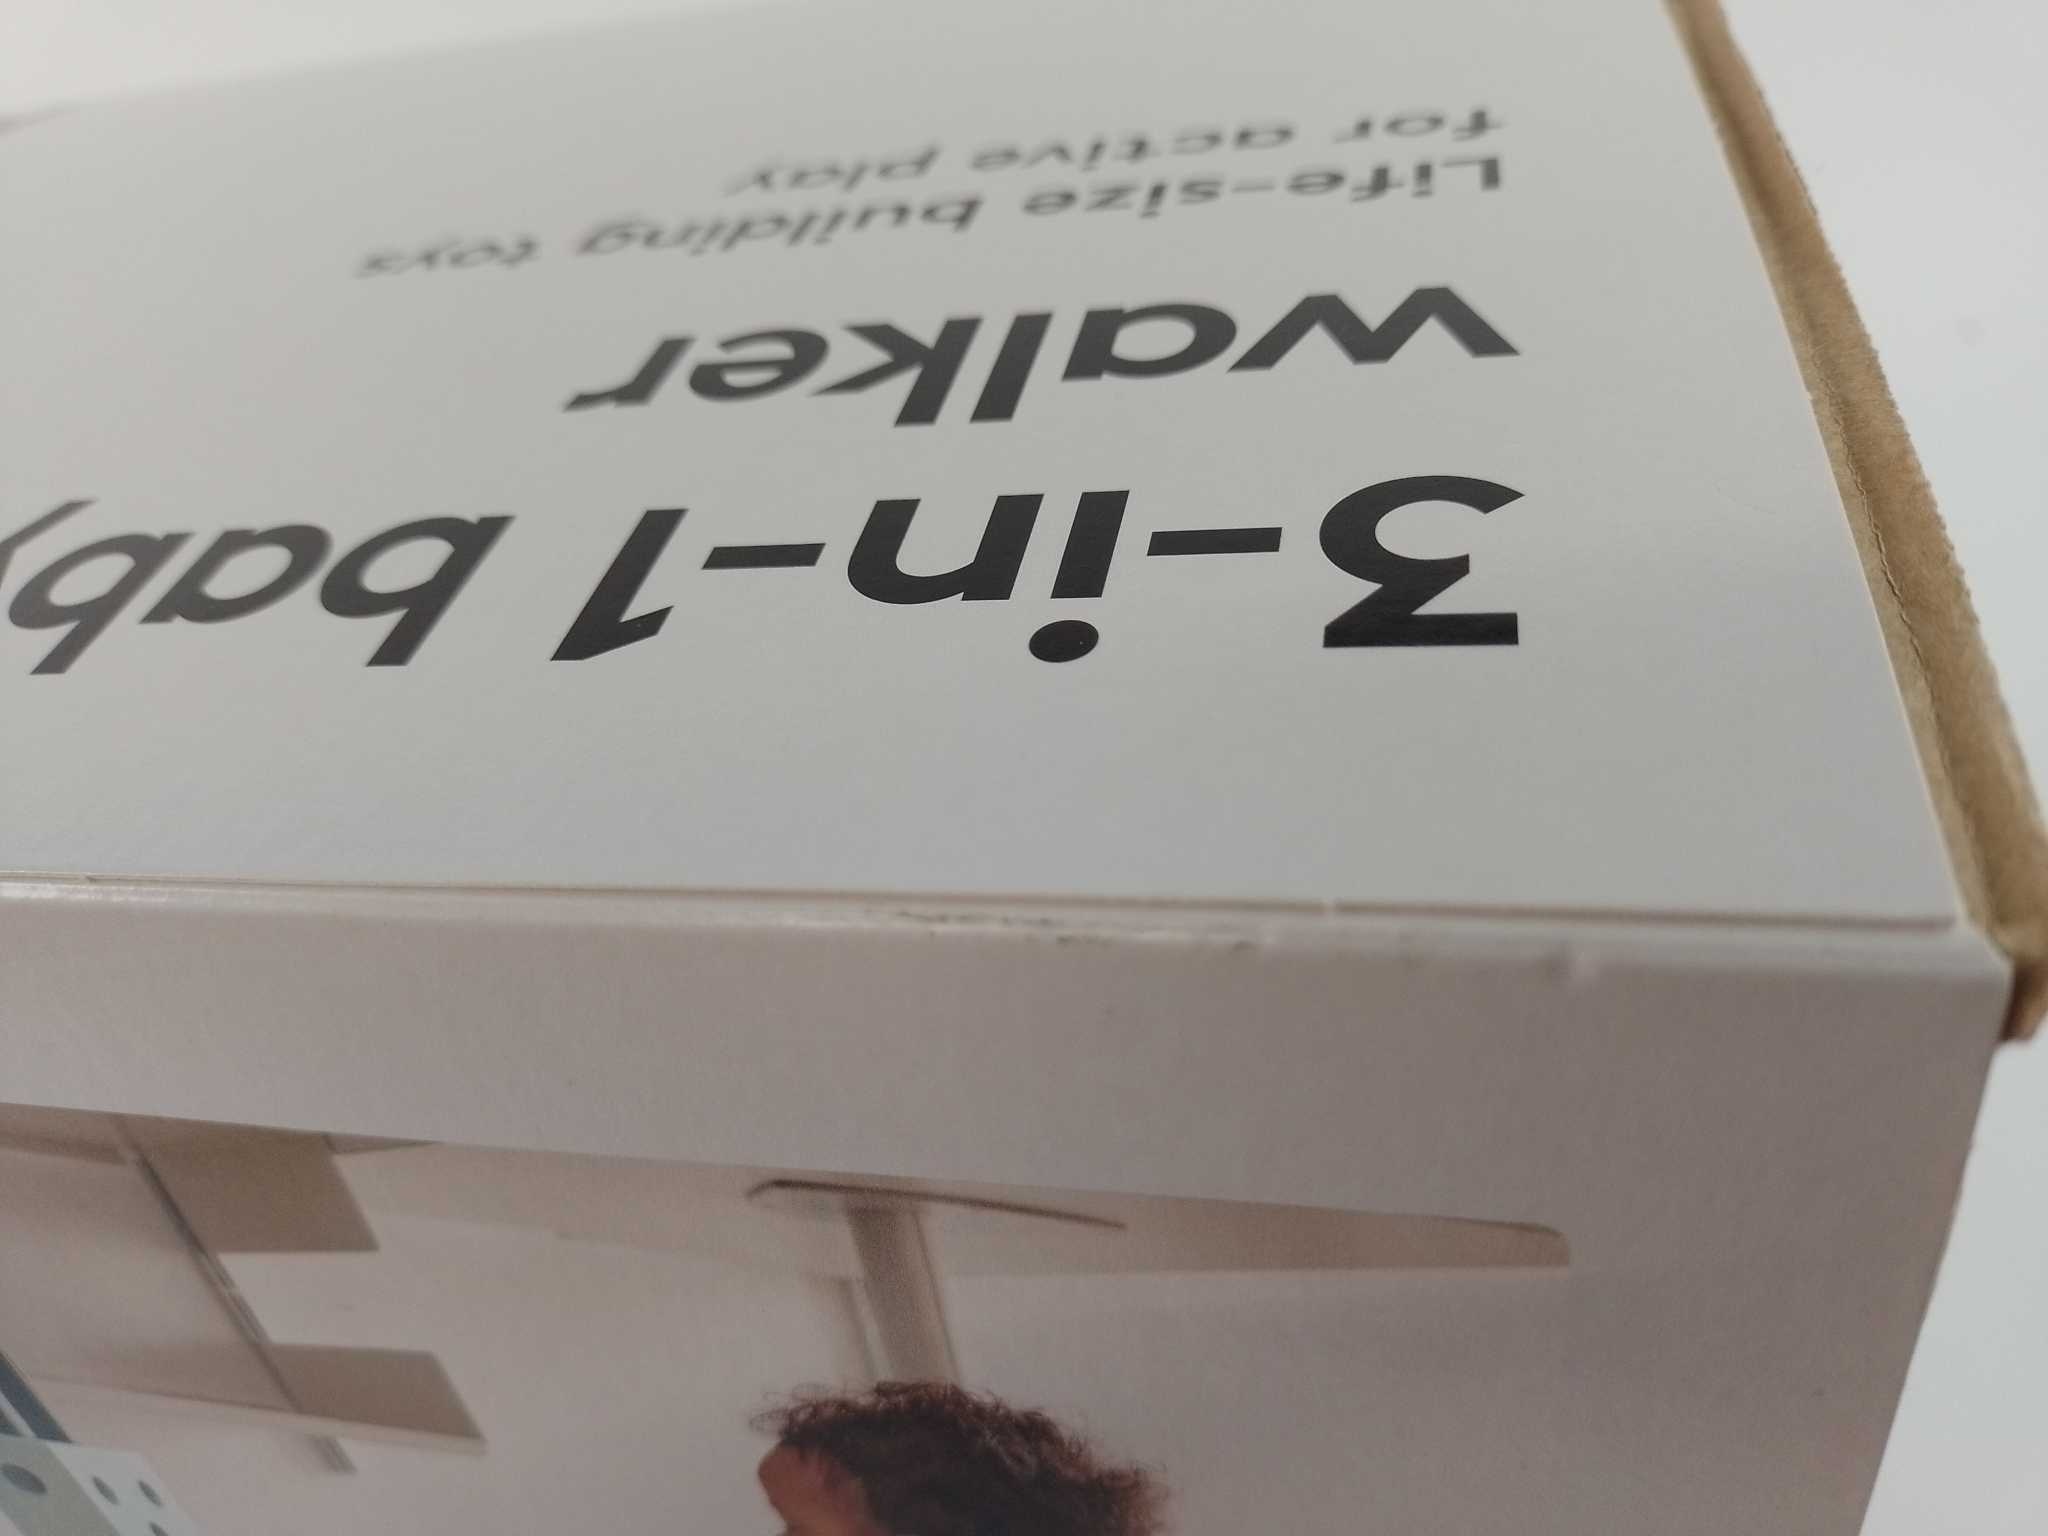 3-in-1 baby
walker
Life-size building toys
for active play